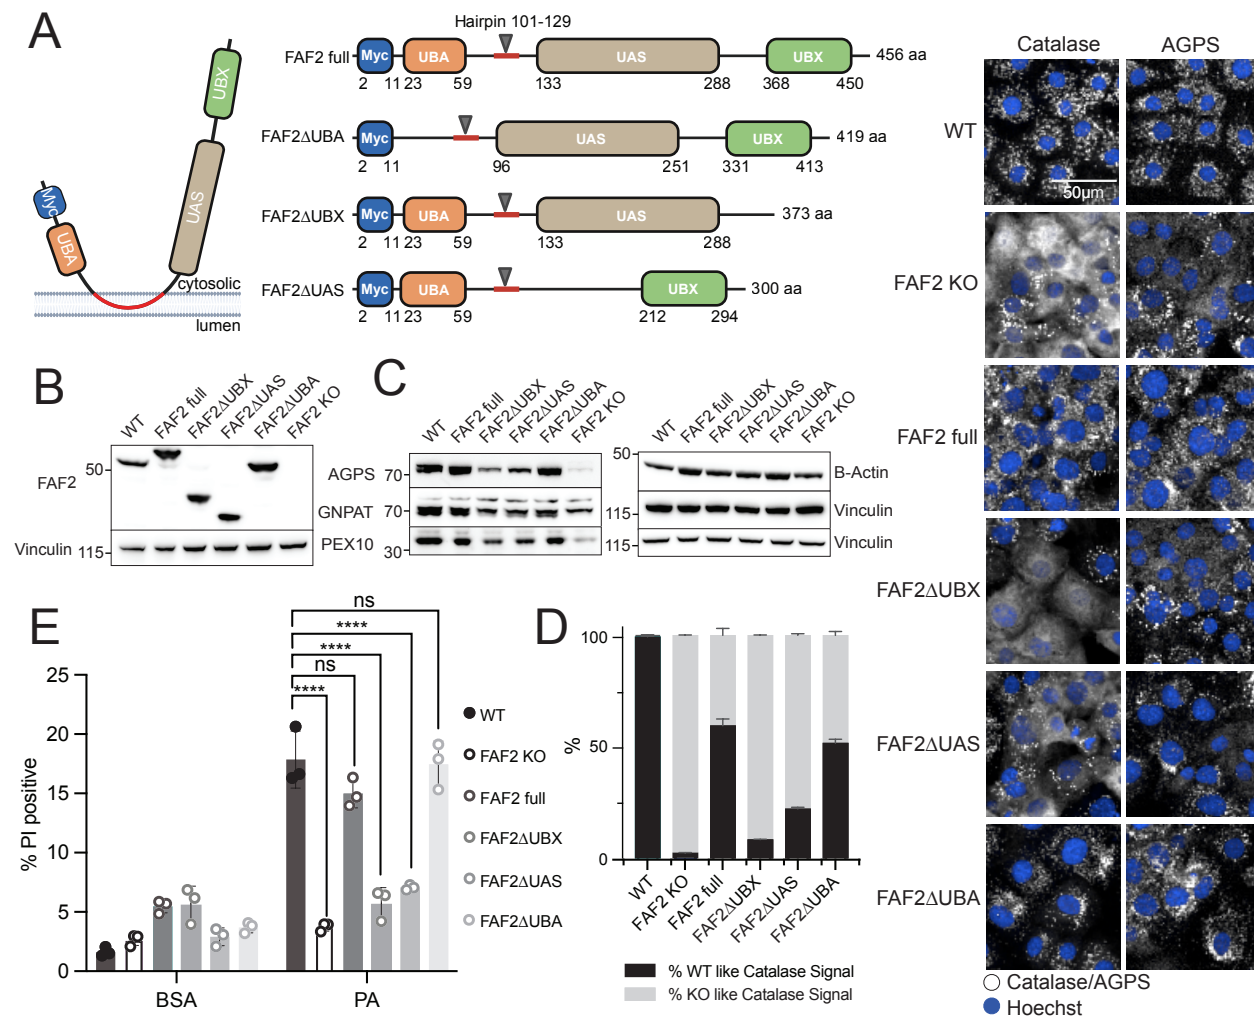 A
Myc
UBA
UAS
UBX
cytosolic
lumen
Hairpin 101-129
FAF2 full
Myc
UBA
UAS
UBX
456 aa
2
11
23
59
133
288
368
450
FAF2ΔUBA
Myc
UAS
UBX
419 aa
2
11
96
251
331
413
FAF2ΔUBX
Myc
UBA
UAS
373 aa
2
11
23
59
133
288
FAF2ΔUAS
Myc
UBA
UBX
300 aa
2
11
23
59
212
294
B
WT
FAF2 full
FAF2ΔUBX
FAF2ΔUAS
FAF2ΔUBA
FAF2 KO
FAF2
50
Vinculin
115
C
WT
FAF2 full
FAF2ΔUBX
FAF2ΔUAS
FAF2ΔUBA
FAF2 KO
AGPS
70
GNPAT
70
PEX10
30
WT
FAF2 full
FAF2ΔUBX
FAF2ΔUAS
FAF2ΔUBA
FAF2 KO
50
B-Actin
115
Vinculin
115
Vinculin
Catalase
AGPS
WT
50µm
FAF2 KO
FAF2 full
FAF2ΔUBX
FAF2ΔUAS
FAF2ΔUBA
Catalase/AGPS
Hoechst
D
%
100
50
0
WT
FAF2 KO
FAF2 full
FAF2ΔUBX
FAF2ΔUAS
FAF2ΔUBA
% WT like Catalase Signal
% KO like Catalase Signal
E
% PI positive
25
20
15
10
5
0
BSA
PA
ns
****
****
ns
****
WT
FAF2 KO
FAF2 full
FAF2ΔUBX
FAF2ΔUAS
FAF2ΔUBA